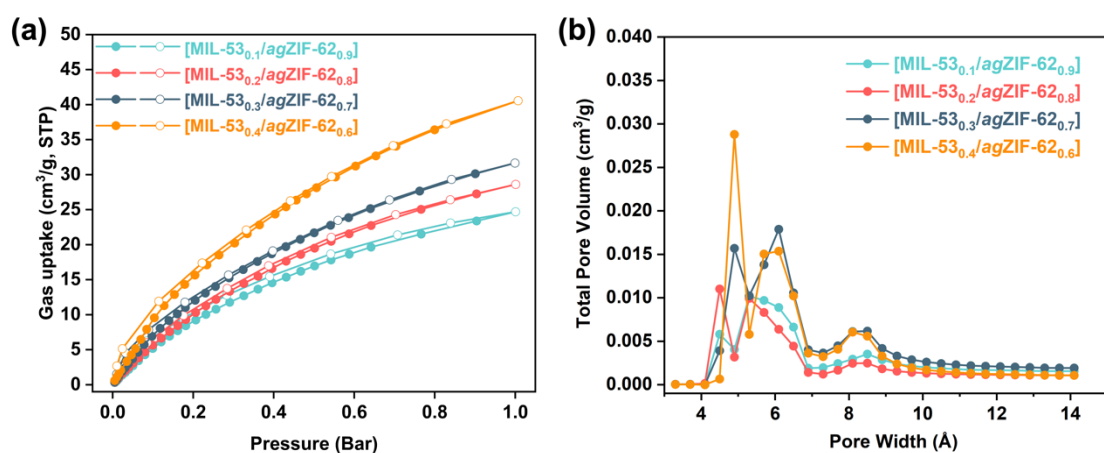 (a)
[MIL-53₀.₁/agZIF-62₀.₉]
[MIL-53₀.₂/agZIF-62₀.₈]
[MIL-53₀.₃/agZIF-62₀.₇]
[MIL-53₀.₄/agZIF-62₀.₆]
Gas uptake (cm³/g, STP)
50
45
40
35
30
25
20
15
10
5
0
0.0
0.2
0.4
0.6
0.8
1.0
Pressure (Bar)
(b)
[MIL-53₀.₁/agZIF-62₀.₉]
[MIL-53₀.₂/agZIF-62₀.₈]
[MIL-53₀.₃/agZIF-62₀.₇]
[MIL-53₀.₄/agZIF-62₀.₆]
Total Pore Volume (cm³/g)
0.040
0.035
0.030
0.025
0.020
0.015
0.010
0.005
0.000
4
6
8
10
12
14
Pore Width (Å)